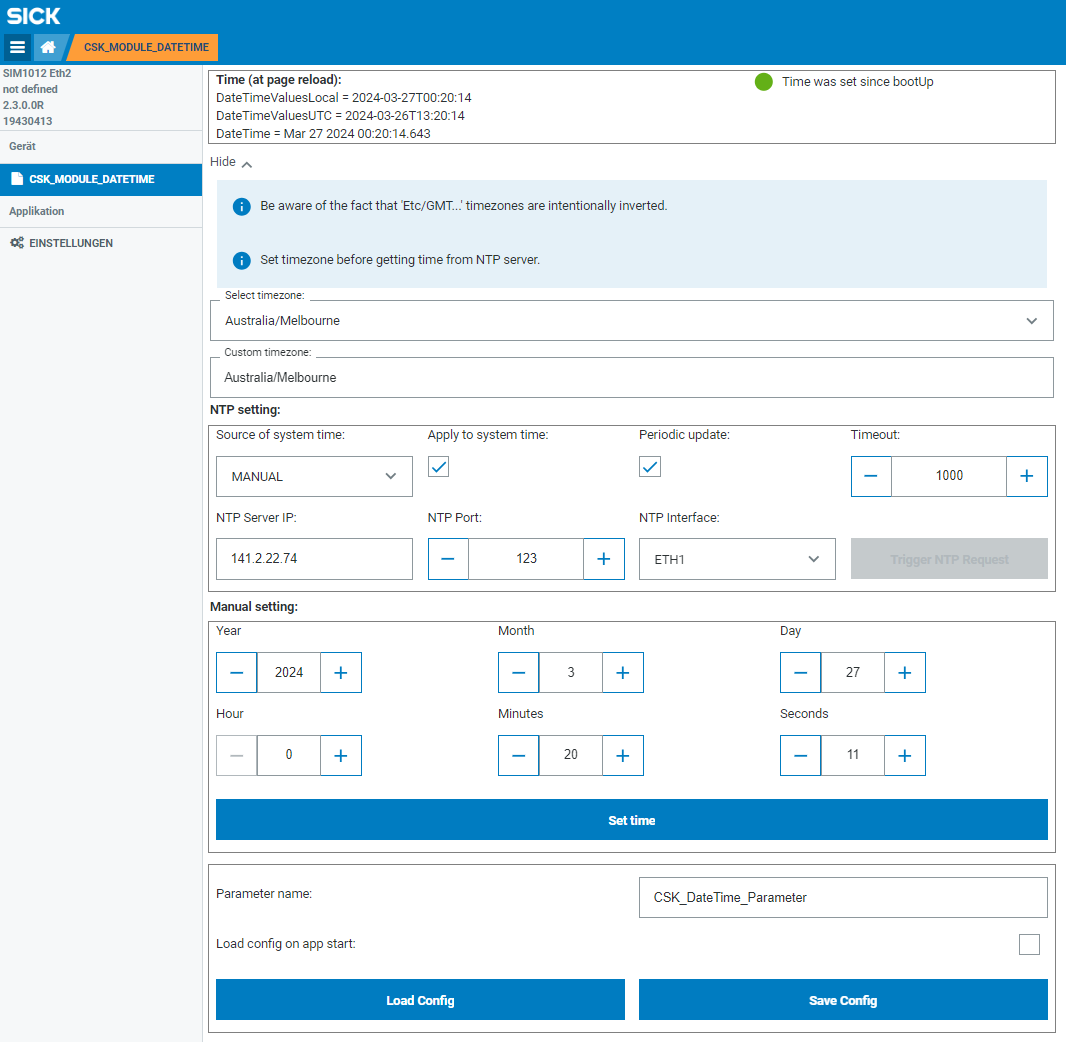 SICK
CSK_MODULE_DATETIME
SIM1012 Eth2
not defined
2.3.0.0R
19430413
Gerät
CSK_MODULE_DATETIME
Applikation
EINSTELLUNGEN
Time (at page reload):
DateTimeValuesLocal = 2024-03-27T00:20:14
DateTimeValuesUTC = 2024-03-26T13:20:14
DateTime = Mar 27 2024 00:20:14.643
Time was set since bootUp
Hide
Be aware of the fact that 'Etc/GMT...' timezones are intentionally inverted.
Set timezone before getting time from NTP server.
Select timezone:
Australia/Melbourne
Custom timezone:
Australia/Melbourne
NTP setting:
Source of system time: Apply to system time: Periodic update: Timeout:
MANUAL 1000
NTP Server IP: NTP Port: NTP Interface:
141.2.22.74 123 ETH1 Trigger NTP Request
Manual setting:
Year Month Day
2024 3 27
Hour Minutes Seconds
0 20 11
Set time
Parameter name: CSK_DateTime_Parameter
Load config on app start:
Load Config Save Config